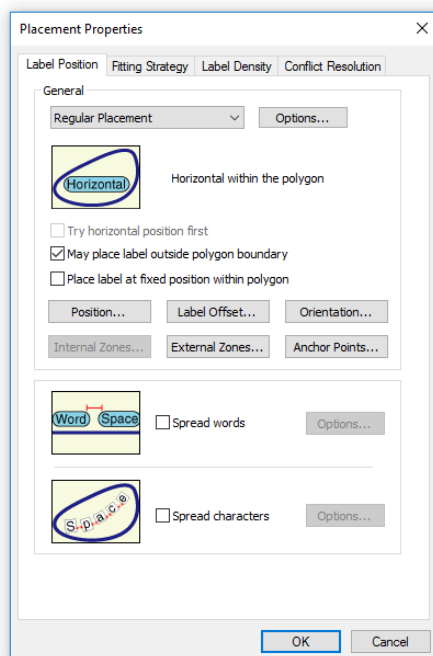 Placement Properties
Label Position Fitting Strategy Label Density Conflict Resolution
General
Regular Placement Options...
Horizontal Horizontal within the polygon
Try horizontal position first
May place label outside polygon boundary
Place label at fixed position within polygon
Position... Label Offset... Orientation...
Internal Zones... External Zones... Anchor Points...
Word Space Spread words Options...
Space Spread characters Options...
OK Cancel